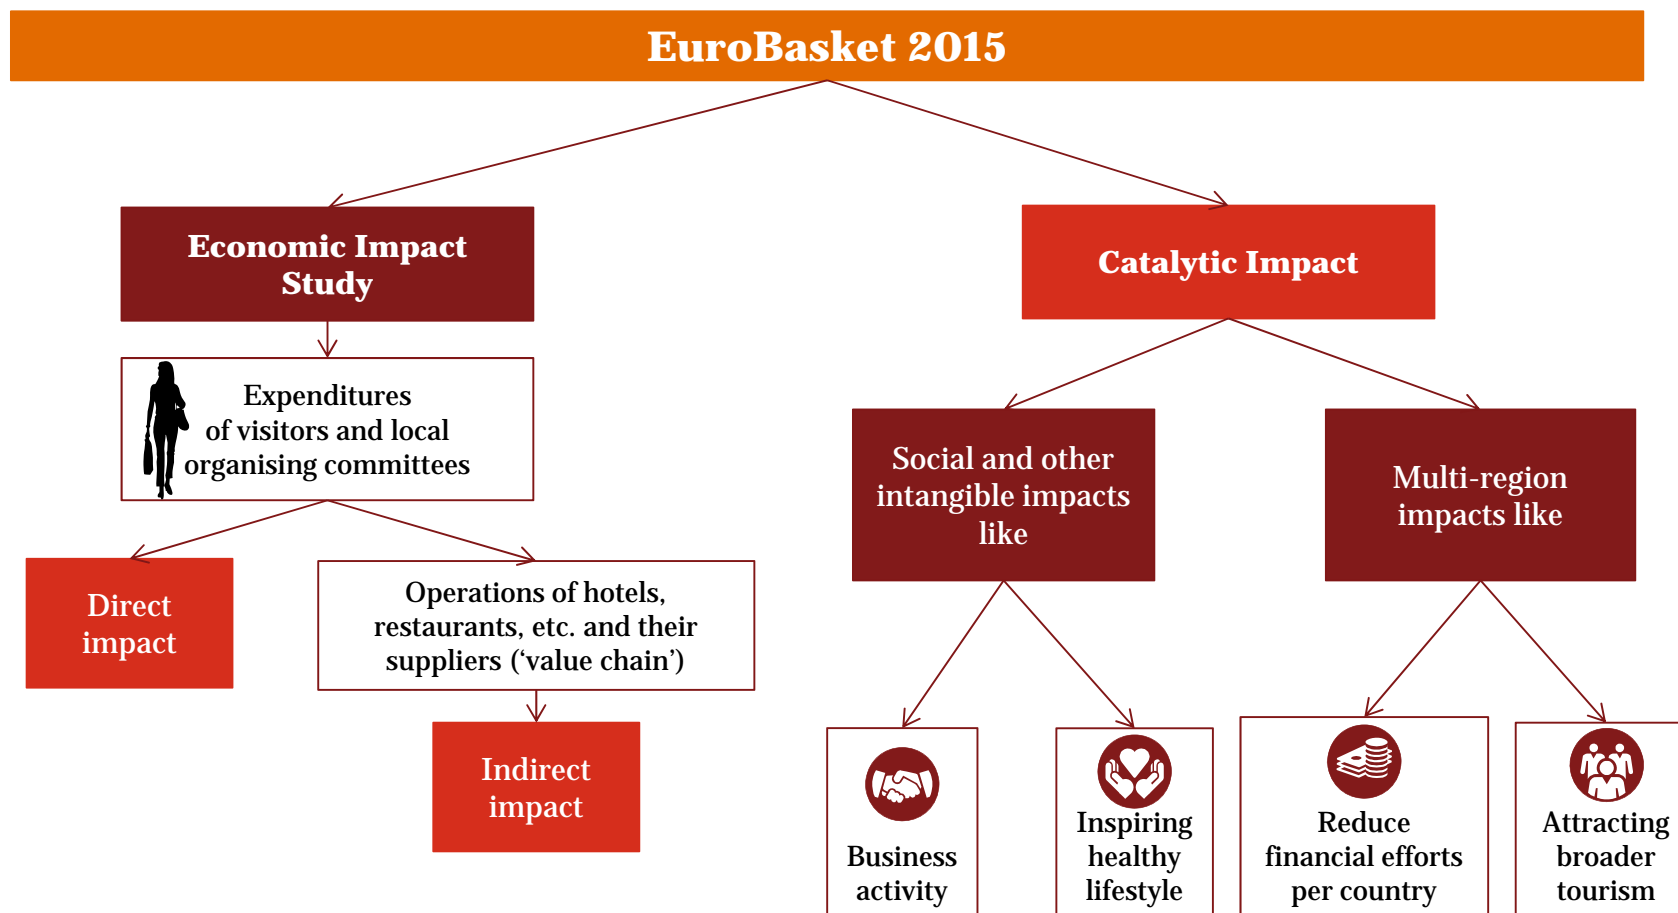 EuroBasket 2015
Economic Impact
Study
Catalytic Impact
Expenditures
of visitors and local
organising committees
Social and other
intangible impacts
like
Multi-region
impacts like
Direct
impact
Operations of hotels,
restaurants, etc. and their
suppliers (‘value chain’)
Indirect
impact
Business
activity
Inspiring
healthy
lifestyle
Reduce
financial efforts
per country
Attracting
broader
tourism